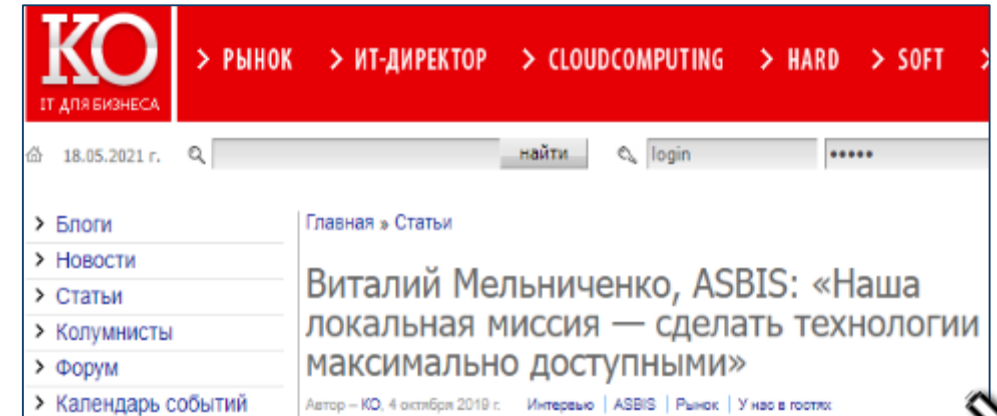 КО
IT ДЛЯ БИЗНЕСА
> РЫНОК > ИТ-ДИРЕКТОР > CLOUDCOMPUTING > HARD > SOFT >
18.05.2021 г. найти login •••••
> Блоги
> Новости
> Статьи
> Колумнисты
> Форум
> Календарь событий
Главная » Статьи
Виталий Мельниченко, ASBIS: «Наша
локальная миссия — сделать технологии
максимально доступными»
Автор – КО, 4 октября 2019 г. Интервью | ASBIS | Рынок | У нас в гостях